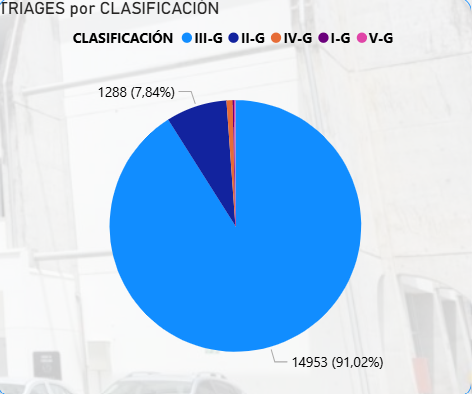 TRIAGES por CLASIFICACIÓN
CLASIFICACIÓN III-G II-G IV-G I-G V-G
1288 (7,84%)
14953 (91,02%)